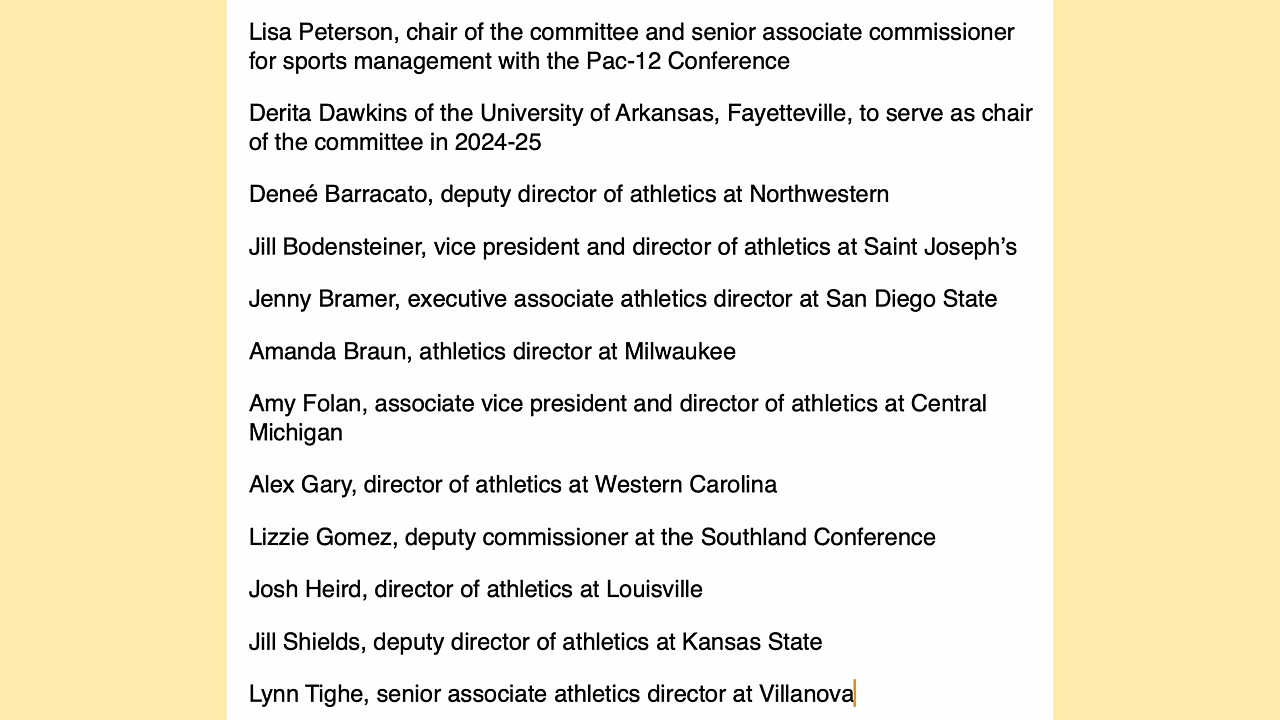 Lisa Peterson, chair of the committee and senior associate commissioner
for sports management with the Pac-12 Conference
Derita Dawkins of the University of Arkansas, Fayetteville, to serve as chair
of the committee in 2024-25
Deneé Barracato, deputy director of athletics at Northwestern
Jill Bodensteiner, vice president and director of athletics at Saint Joseph’s
Jenny Bramer, executive associate athletics director at San Diego State
Amanda Braun, athletics director at Milwaukee
Amy Folan, associate vice president and director of athletics at Central
Michigan
Alex Gary, director of athletics at Western Carolina
Lizzie Gomez, deputy commissioner at the Southland Conference
Josh Heird, director of athletics at Louisville
Jill Shields, deputy director of athletics at Kansas State
Lynn Tighe, senior associate athletics director at Villanova